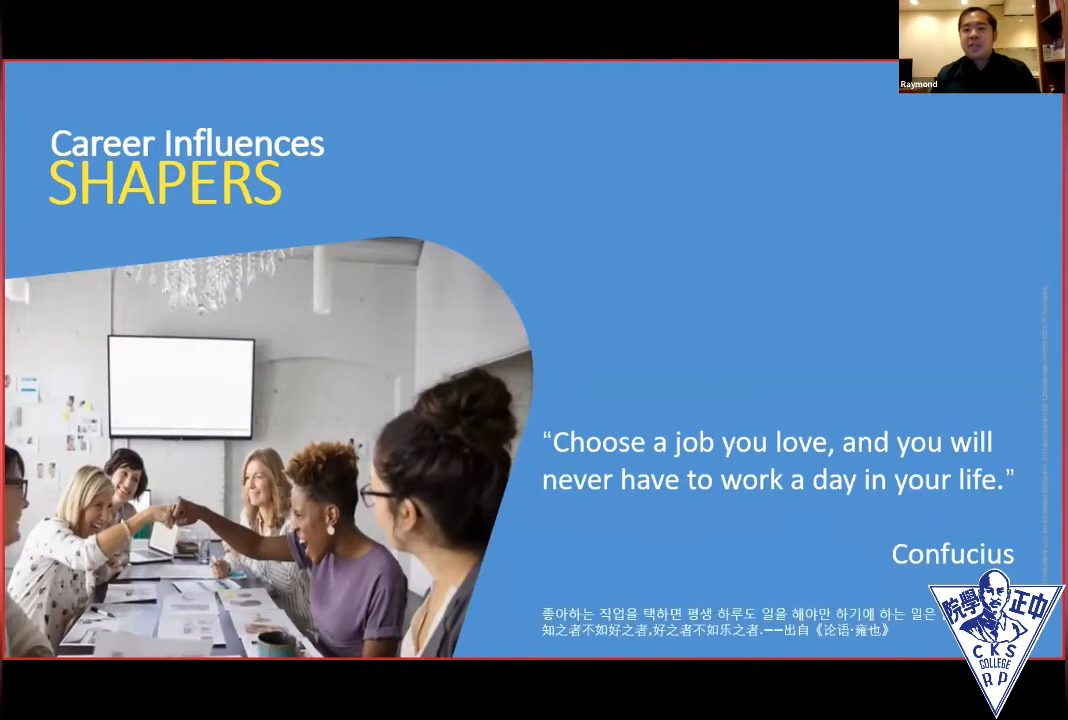 Raymond
Career Influences
SHAPERS
“Choose a job you love, and you will
never have to work a day in your life.”
Confucius
좋아하는 직업을 택하면 평생 하루도 일을 해야만 하기에 하는 일은
知之者不如好之者,好之者不如乐之者.——出自《论语·雍也》
院學 正中
CKS
COLLEGE
RP